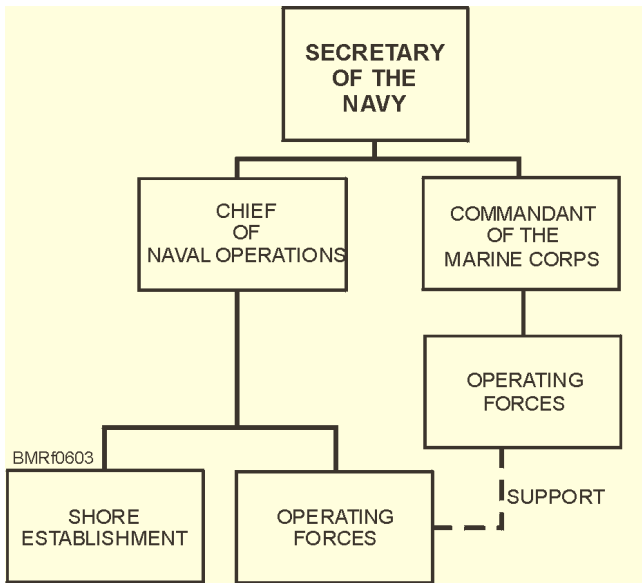 SECRETARY
OF THE
NAVY
CHIEF
OF
NAVAL OPERATIONS
COMMANDANT
OF THE
MARINE CORPS
OPERATING
FORCES
BMRf0603
SHORE
ESTABLISHMENT
OPERATING
FORCES
SUPPORT